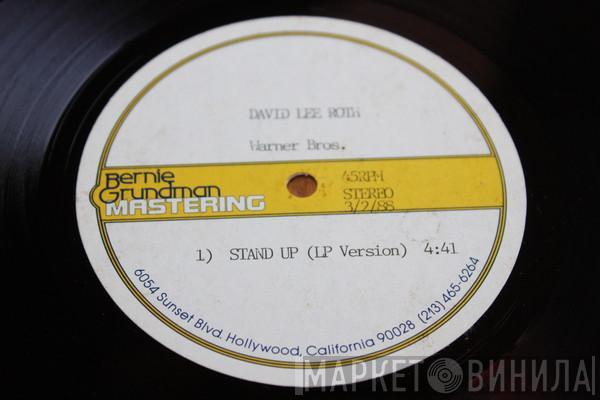 DAVID LEE ROTH
Warner Bros.
Bernie
Grundman
MASTERING
45RPM
STEREO
3/2/88
1) STAND UP (LP Version) 4:41
6054 Sunset Blvd. Hollywood, California 90028 (213) 465-6264
МАРКЕТ ВИНИЛА